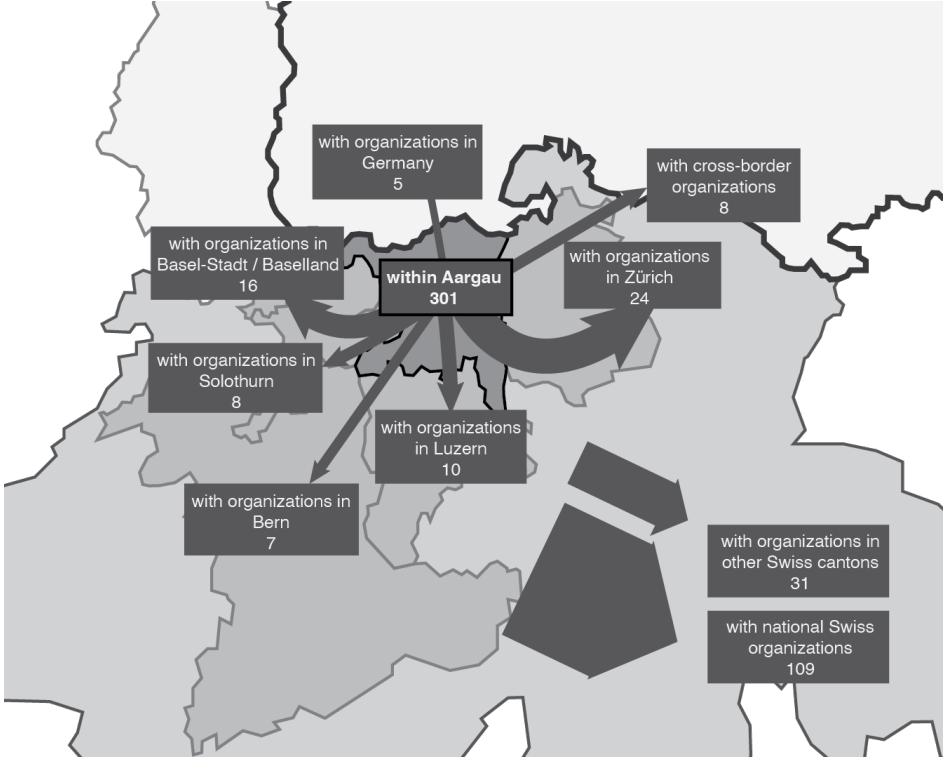 with organizations in
Germany
5
with cross-border
organizations
8
with organizations in
Basel-Stadt / Baselland
16
within Aargau
301
with organizations
in Zürich
24
with organizations in
Solothurn
8
with organizations
in Luzern
10
with organizations in
Bern
7
with organizations in
other Swiss cantons
31
with national Swiss
organizations
109